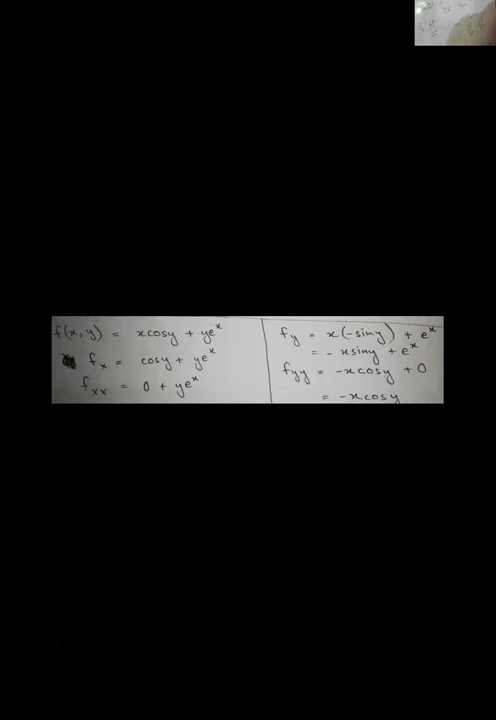 f(x, y) = xcosy + ye^x
f_x = cosy + ye^x
f_xx = 0 + ye^x
f_y = x(-siny) + e^x
= - xsiny + e^x
f_yy = -xcosy + 0
= -xcosy